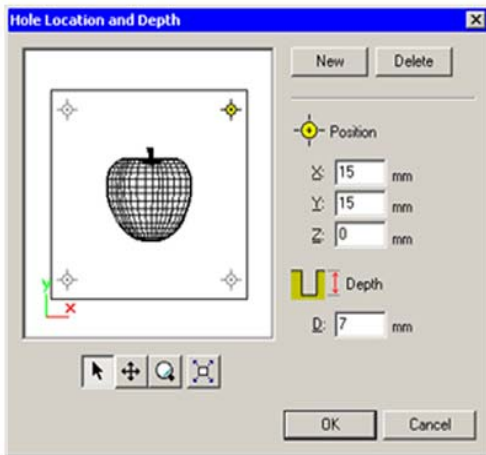 Hole Location and Depth
New Delete
Position
X: 15 mm
Y: 15 mm
Z: 0 mm
Depth
D: 7 mm
y
x
OK Cancel